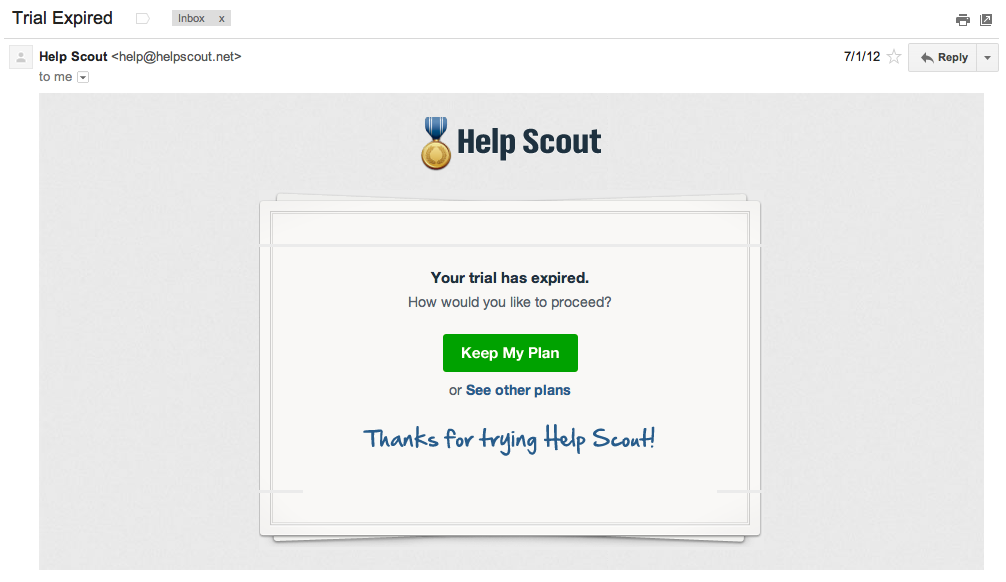 Trial Expired Inbox x
Help Scout <help@helpscout.net> 7/1/12 Reply
to me
Help Scout
Your trial has expired.
How would you like to proceed?
Keep My Plan
or See other plans
Thanks for trying Help Scout!